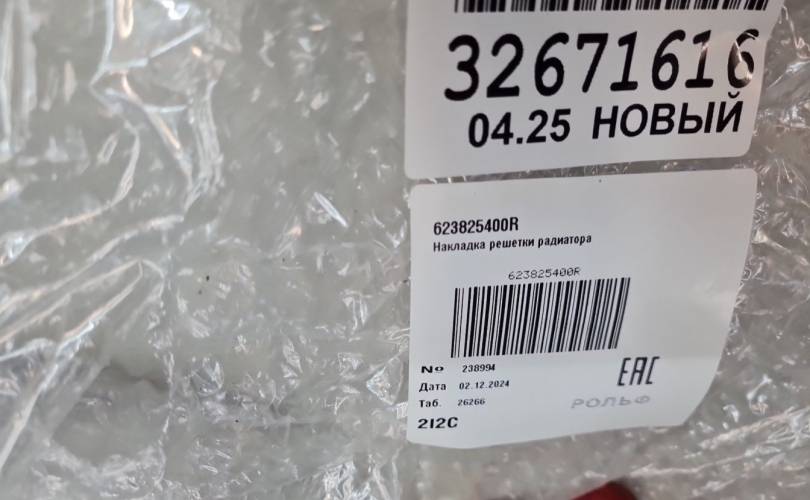 32671616
04.25 НОВЫЙ
623825400R
Накладка решетки радиатора
623825400R
No 238994
Дата 02.12.2024
Таб. 26266
2I2C
EAC
РОЛЬФ